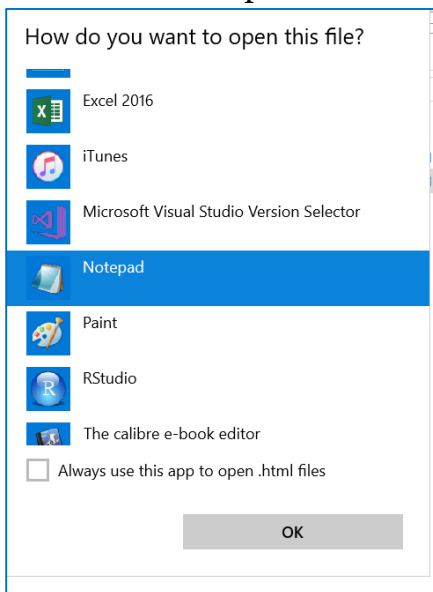 How do you want to open this file?
Excel 2016
iTunes
Microsoft Visual Studio Version Selector
Notepad
Paint
R
RStudio
The calibre e-book editor
Always use this app to open .html files
OK